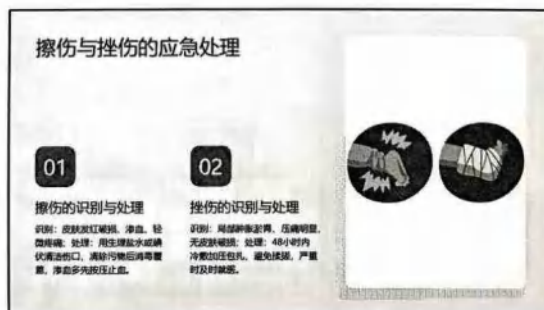 擦伤与挫伤的应急处理
01
擦伤的识别与处理
识别：皮肤发红破损、渗血、轻
微疼痛；处理：用生理盐水或碘
伏清洁伤口，清除污物后消毒覆
盖，渗血多先按压止血。
02
挫伤的识别与处理
识别：局部肿胀淤青、压痛明显，
无皮肤破损；处理：48小时内
冷敷加压包扎，避免揉搓，严重
时及时就医。